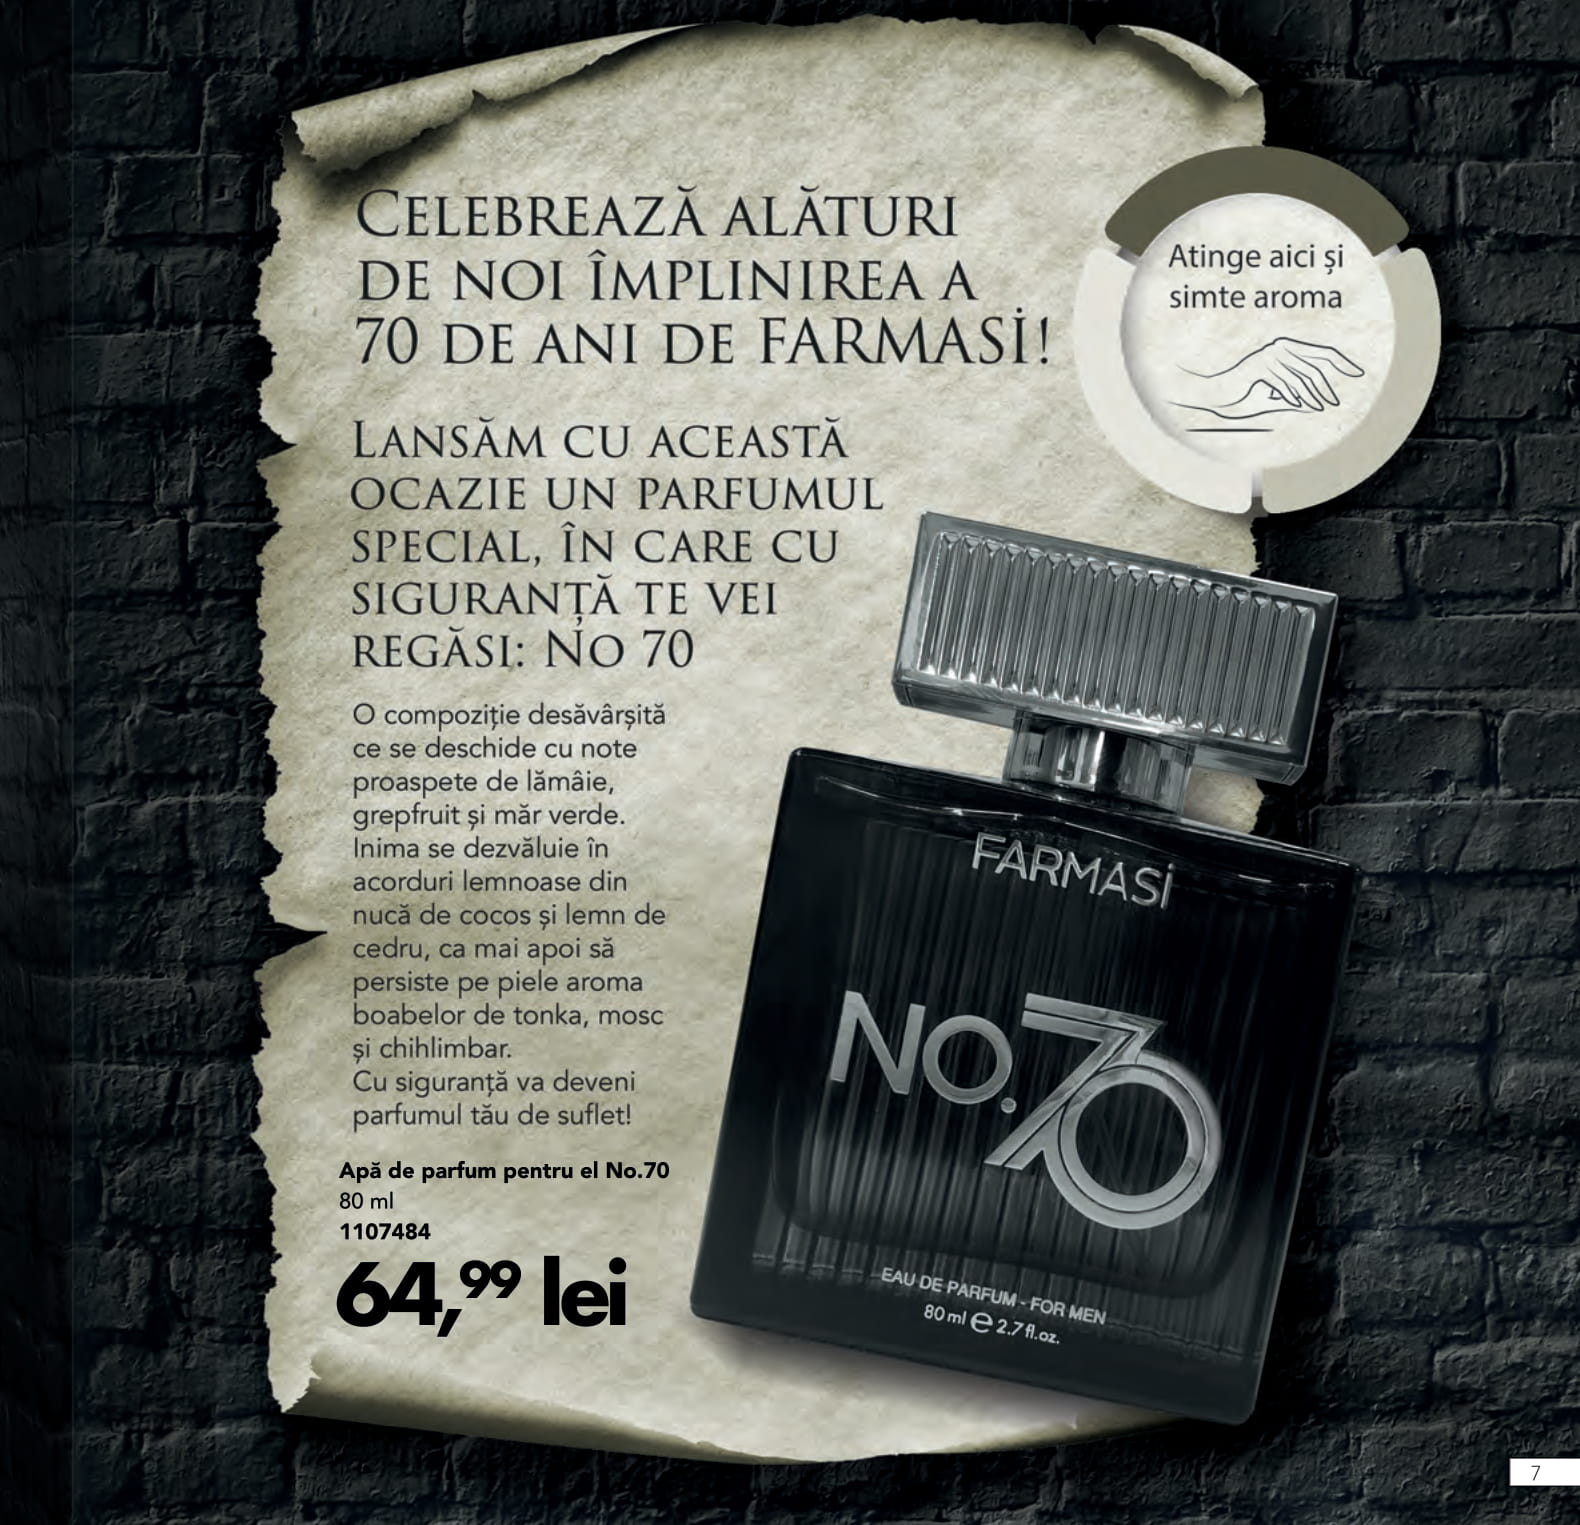 CELEBREAZĂ ALĂTURI
DE NOI ÎMPLINIREA A
70 DE ANI DE FARMASİ!
Atinge aici și
simte aroma
LANSĂM CU ACEASTĂ
OCAZIE UN PARFUMUL
SPECIAL, ÎN CARE CU
SIGURANȚĂ TE VEI
REGĂSI: NO 70
O compoziție desăvârșită
ce se deschide cu note
proaspete de lămâie,
grepfruit și măr verde.
Inima se dezvăluie în
acorduri lemnoase din
nucă de cocos și lemn de
cedru, ca mai apoi să
persiste pe piele aroma
boabelor de tonka, mosc
și chihlimbar.
Cu siguranță va deveni
parfumul tău de suflet!
Apă de parfum pentru el No.70
80 ml
1107484
64,99 lei
FARMASİ
No.70
EAU DE PARFUM - FOR MEN
80 ml e 2.7 fl.oz.
7